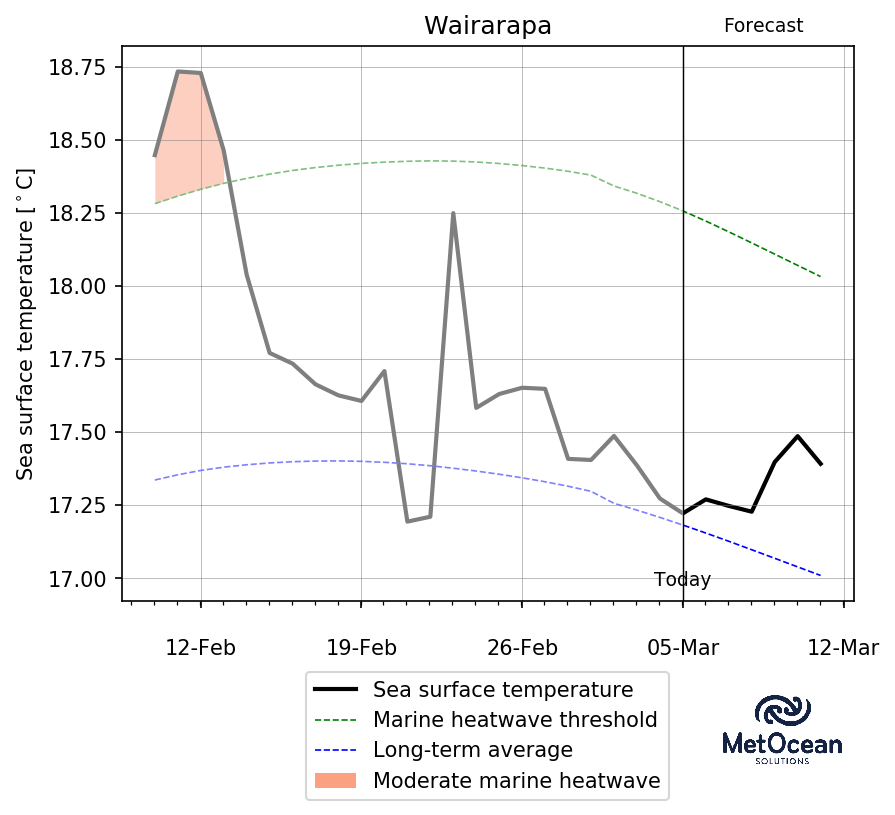 Wairarapa
Forecast
Sea surface temperature [°C]
18.75
18.50
18.25
18.00
17.75
17.50
17.25
17.00
Today
12-Feb 19-Feb 26-Feb 05-Mar 12-Mar
Sea surface temperature
Marine heatwave threshold
Long-term average
Moderate marine heatwave
MetOcean
SOLUTIONS